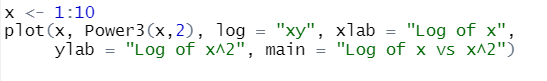 x <- 1:10
plot(x, Power3(x,2), log = "xy", xlab = "Log of x",
ylab = "Log of x^2", main = "Log of x vs x^2")